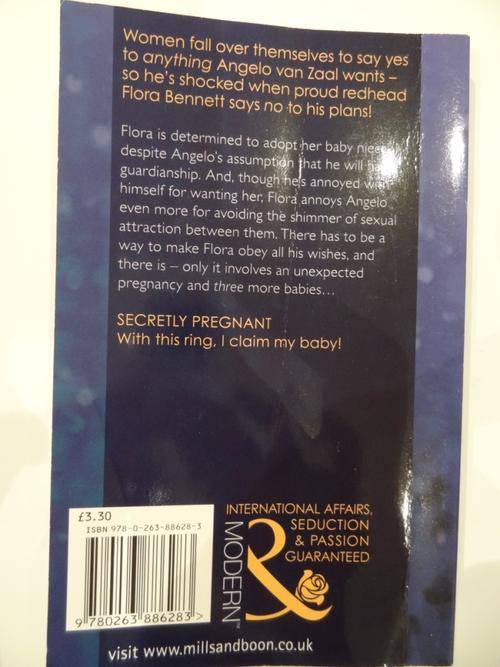 Women fall over themselves to say yes
to anything Angelo van Zaal wants –
so he's shocked when proud redhead
Flora Bennett says no to his plans!
Flora is determined to adopt her baby niece
despite Angelo's assumption that he will have
guardianship. And, though he's annoyed with
himself for wanting her, Flora annoys Angelo
even more for avoiding the shimmer of sexual
attraction between them. There has to be a
way to make Flora obey all his wishes, and
there is – only it involves an unexpected
pregnancy and three more babies…
SECRETLY PREGNANT
With this ring, I claim my baby!
£3.30
ISBN 978-0-263-88628-3
9 780263 886283 >
MODERN™
INTERNATIONAL AFFAIRS,
SEDUCTION
& PASSION
GUARANTEED
visit www.millsandboon.co.uk